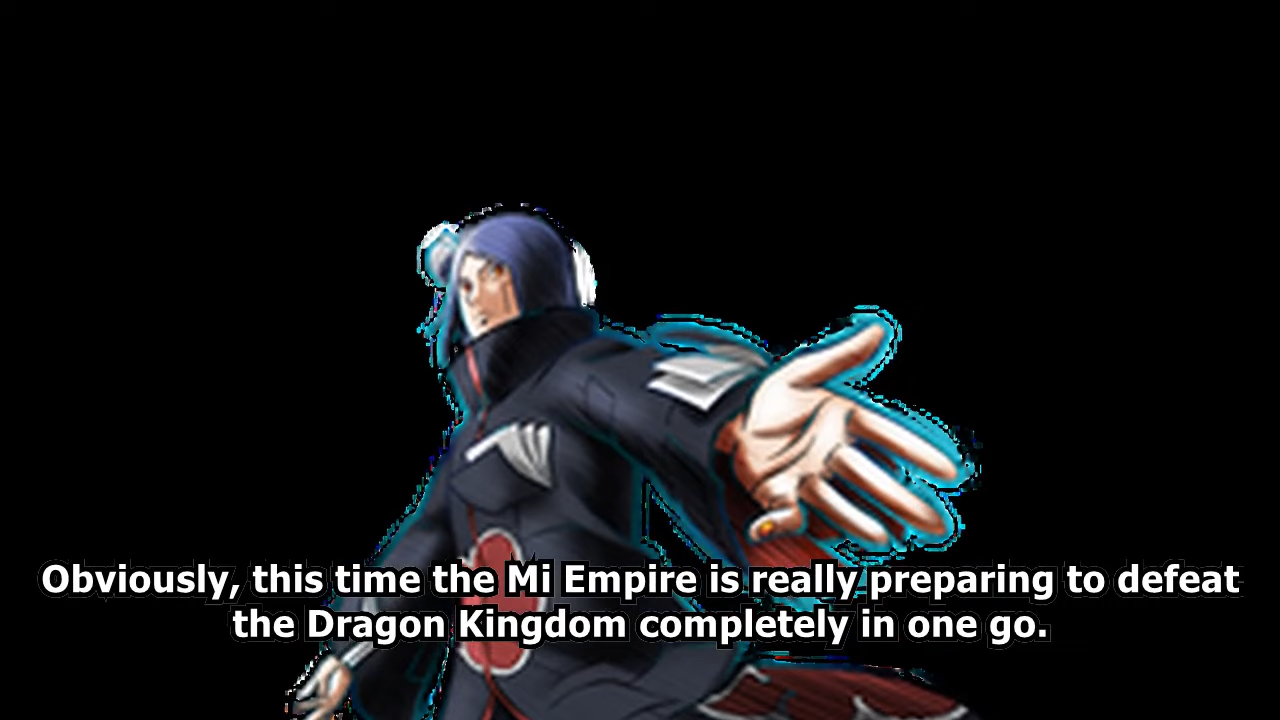 Obviously, this time the Mi Empire is really preparing to defeat
the Dragon Kingdom completely in one go.